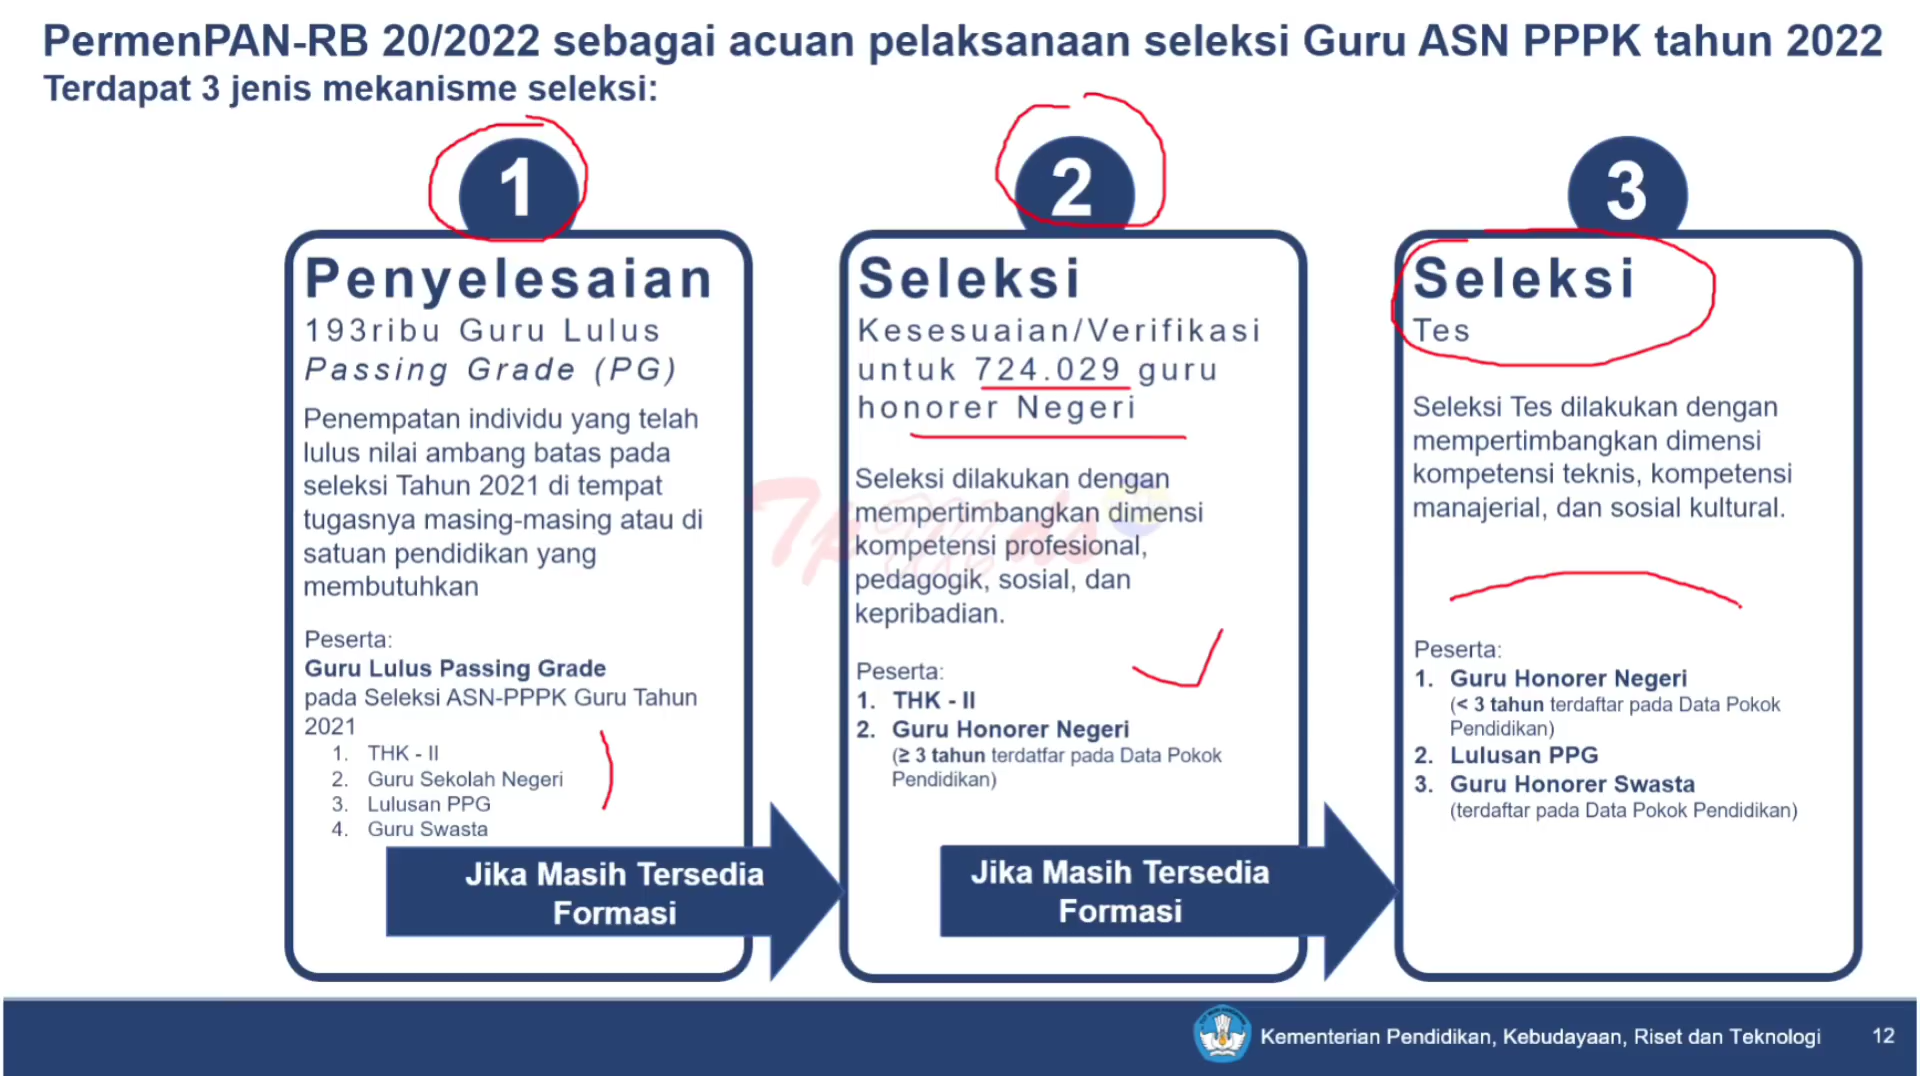 PermenPAN-RB 20/2022 sebagai acuan pelaksanaan seleksi Guru ASN PPPK tahun 2022
Terdapat 3 jenis mekanisme seleksi:
1
Penyelesaian
193ribu Guru Lulus
Passing Grade (PG)
Penempatan individu yang telah
lulus nilai ambang batas pada
seleksi Tahun 2021 di tempat
tugasnya masing-masing atau di
satuan pendidikan yang
membutuhkan
Peserta:
Guru Lulus Passing Grade
pada Seleksi ASN-PPPK Guru Tahun
2021
1. THK - II
2. Guru Sekolah Negeri
3. Lulusan PPG
4. Guru Swasta
Jika Masih Tersedia
Formasi
2
Seleksi
Kesesuaian/Verifikasi
untuk 724.029 guru
honorer Negeri
Seleksi dilakukan dengan
mempertimbangkan dimensi
kompetensi profesional,
pedagogik, sosial, dan
kepribadian.
Peserta:
1. THK - II
2. Guru Honorer Negeri
(≥ 3 tahun terdatfar pada Data Pokok
Pendidikan)
Jika Masih Tersedia
Formasi
3
Seleksi
Tes
Seleksi Tes dilakukan dengan
mempertimbangkan dimensi
kompetensi teknis, kompetensi
manajerial, dan sosial kultural.
Peserta:
1. Guru Honorer Negeri
(< 3 tahun terdaftar pada Data Pokok
Pendidikan)
2. Lulusan PPG
3. Guru Honorer Swasta
(terdaftar pada Data Pokok Pendidikan)
Kementerian Pendidikan, Kebudayaan, Riset dan Teknologi
12